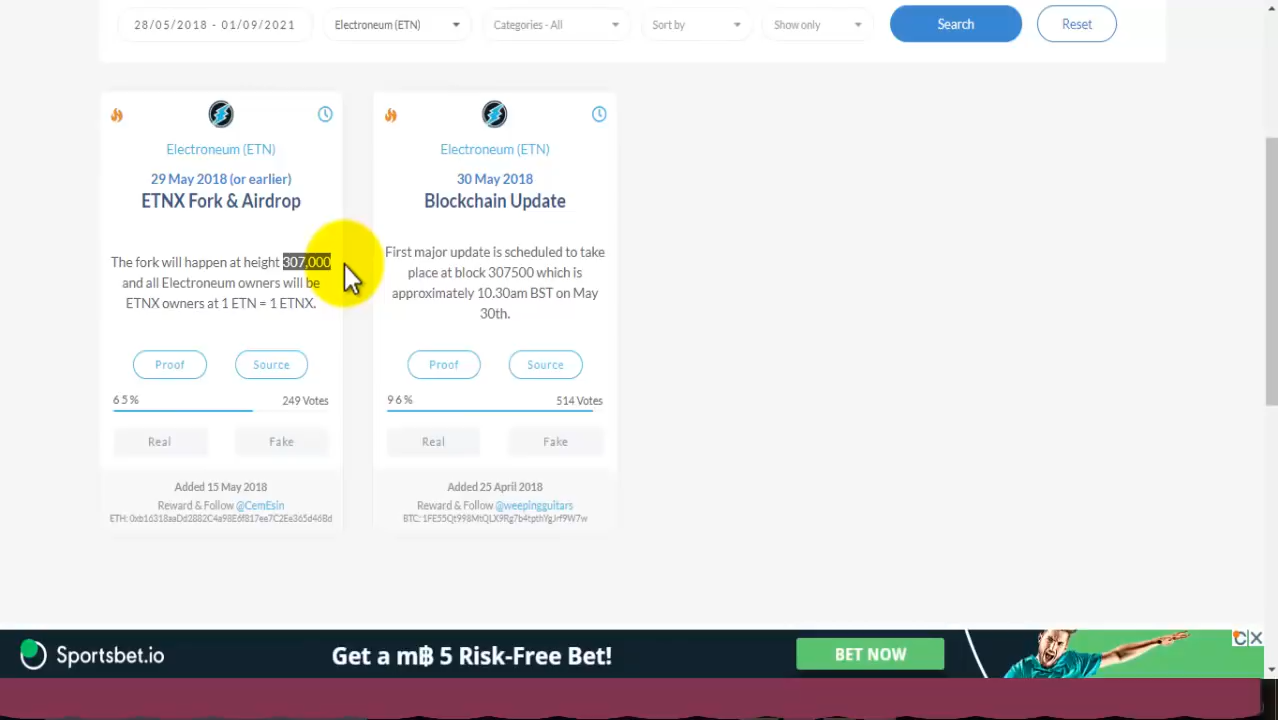 28/05/2018 - 01/09/2021
Electroneum (ETN)
Categories - All
Sort by
Show only
Search
Reset
Electroneum (ETN)
29 May 2018 (or earlier)
ETNX Fork & Airdrop
The fork will happen at height 307,000
and all Electroneum owners will be
ETNX owners at 1 ETN = 1 ETNX.
Proof
Source
65%
249 Votes
Real
Fake
Added 15 May 2018
Reward & Follow @CemEsin
Electroneum (ETN)
30 May 2018
Blockchain Update
First major update is scheduled to take
place at block 307500 which is
approximately 10.30am BST on May
30th.
Proof
Source
96%
514 Votes
Real
Fake
Added 25 April 2018
Reward & Follow @weepingguitars
Sportsbet.io
Get a m₿ 5 Risk-Free Bet!
BET NOW